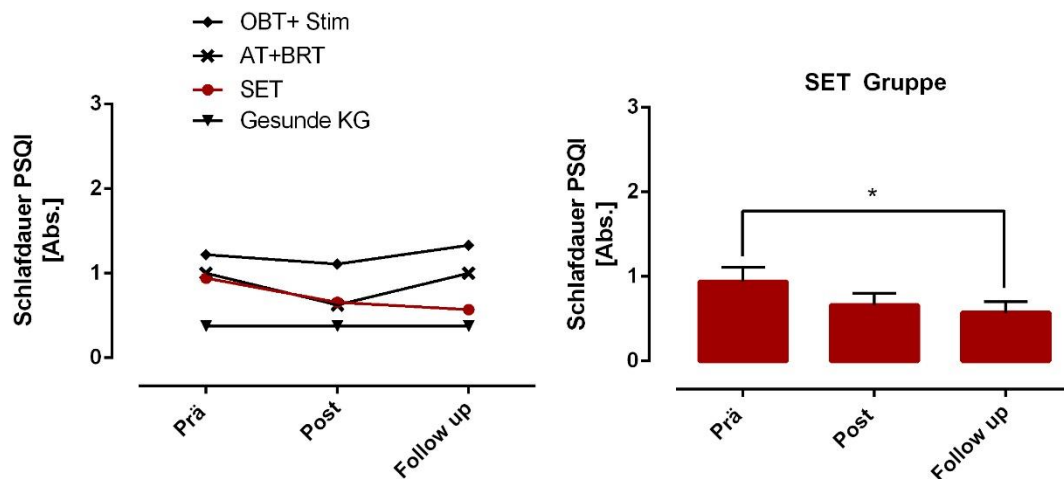 OBT+ Stim
AT+BRT
SET
Gesunde KG
Schlafdauer PSQI
[Abs.]
3
2
1
0
Prä
Post
Follow up
SET Gruppe
Schlafdauer PSQI
[Abs.]
3
2
1
0
*
Prä
Post
Follow up